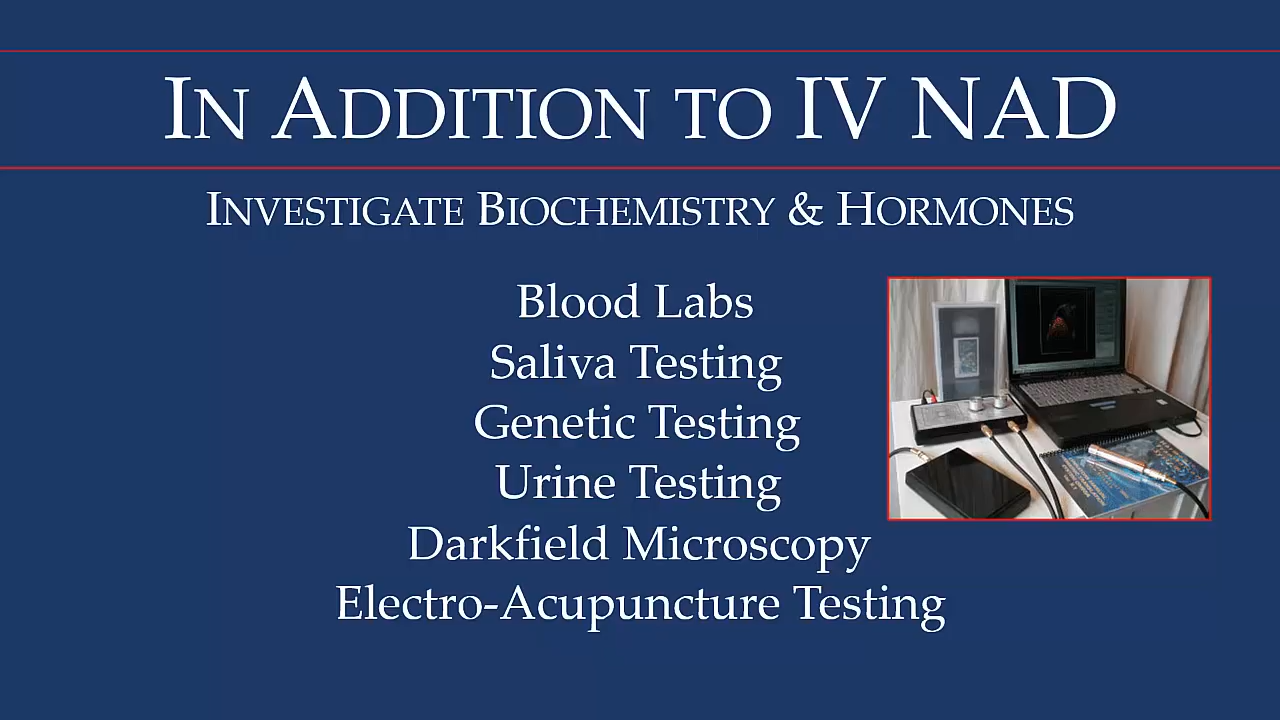 IN ADDITION TO IV NAD
INVESTIGATE BIOCHEMISTRY & HORMONES
Blood Labs
Saliva Testing
Genetic Testing
Urine Testing
Darkfield Microscopy
Electro-Acupuncture Testing